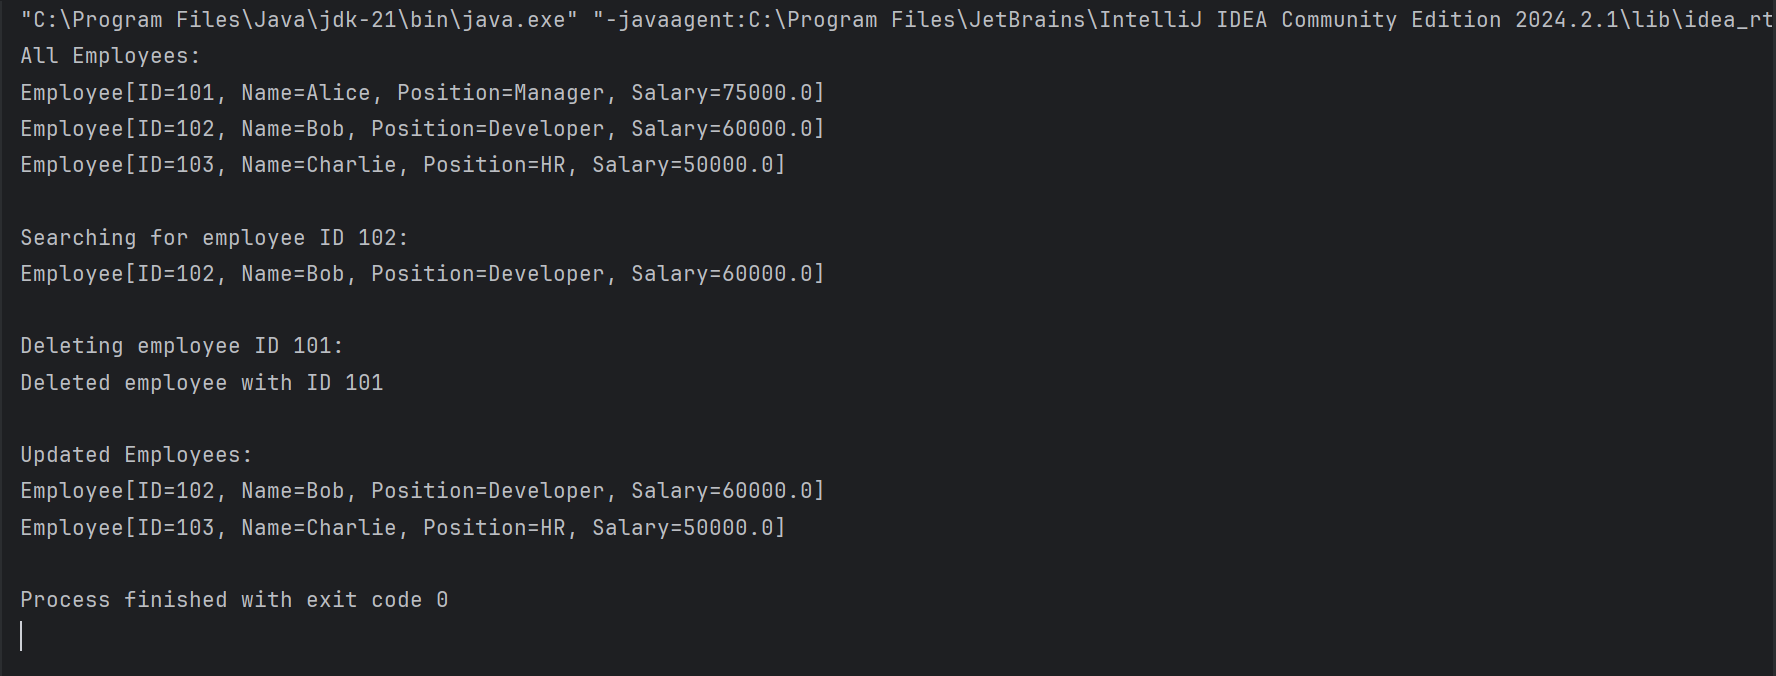 "C:\Program Files\Java\jdk-21\bin\java.exe" "-javaagent:C:\Program Files\JetBrains\IntelliJ IDEA Community Edition 2024.2.1\lib\idea_rt
All Employees:
Employee[ID=101, Name=Alice, Position=Manager, Salary=75000.0]
Employee[ID=102, Name=Bob, Position=Developer, Salary=60000.0]
Employee[ID=103, Name=Charlie, Position=HR, Salary=50000.0]
Searching for employee ID 102:
Employee[ID=102, Name=Bob, Position=Developer, Salary=60000.0]
Deleting employee ID 101:
Deleted employee with ID 101
Updated Employees:
Employee[ID=102, Name=Bob, Position=Developer, Salary=60000.0]
Employee[ID=103, Name=Charlie, Position=HR, Salary=50000.0]
Process finished with exit code 0